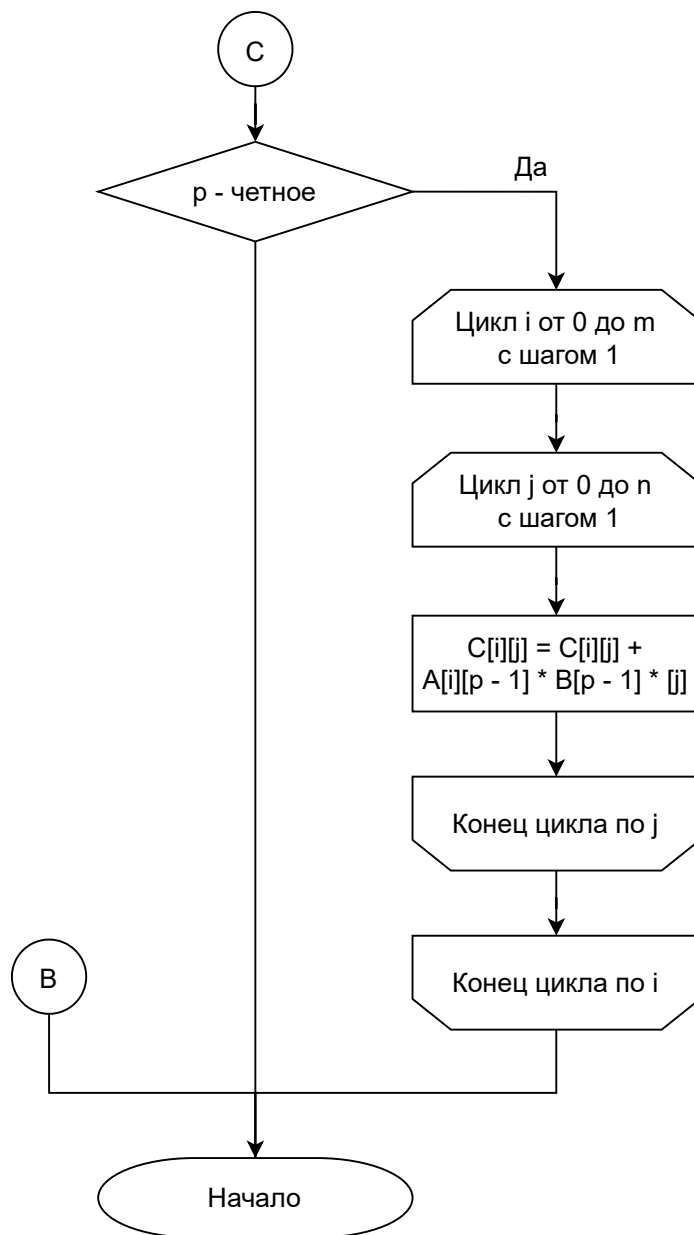 C
p - четное
Да
Цикл i от 0 до m
с шагом 1
Цикл j от 0 до n
с шагом 1
C[i][j] = C[i][j] +
A[i][p - 1] * B[p - 1] * [j]
Конец цикла по j
B
Конец цикла по i
Начало